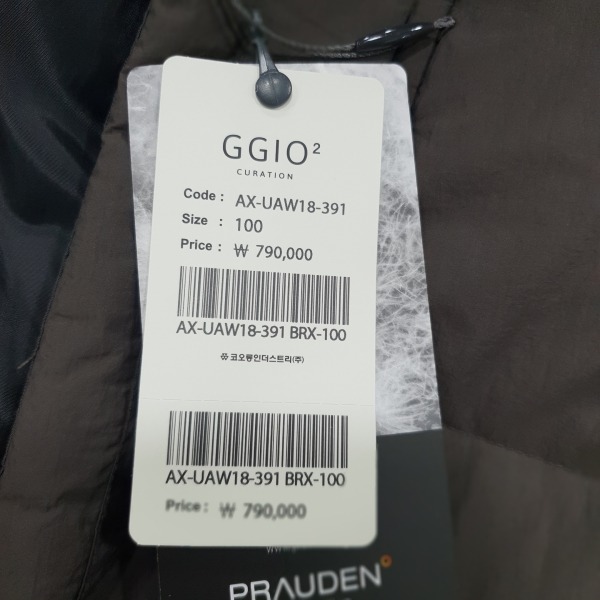 GGIO²
CURATION
Code : AX-UAW18-391
Size : 100
Price : ₩ 790,000
AX-UAW18-391 BRX-100
코오롱인더스트리(주)
AX-UAW18-391 BRX-100
Price : ₩ 790,000
PRAUDEN